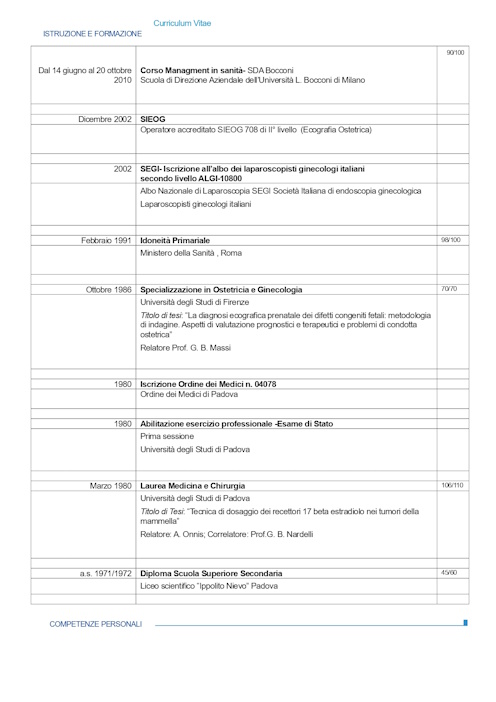 Curriculum Vitae
ISTRUZIONE E FORMAZIONE
90/100
Dal 14 giugno al 20 ottobre 2010
Corso Managment in sanità- SDA Bocconi
Scuola di Direzione Aziendale dell'Università L. Bocconi di Milano
Dicembre 2002
SIEOG
Operatore accreditato SIEOG 708 di II° livello (Ecografia Ostetrica)
2002
SEGI- Iscrizione all'albo dei laparoscopisti ginecologi italiani
secondo livello ALGI-10800
Albo Nazionale di Laparoscopia SEGI Società Italiana di endoscopia ginecologica
Laparoscopisti ginecologi italiani
Febbraio 1991
Idoneità Primariale
98/100
Ministero della Sanità , Roma
Ottobre 1986
Specializzazione in Ostetricia e Ginecologia
70/70
Università degli Studi di Firenze
Titolo di tesi: "La diagnosi ecografica prenatale dei difetti congeniti fetali: metodologia
di indagine. Aspetti di valutazione prognostici e terapeutici e problemi di condotta
ostetrica"
Relatore Prof. G. B. Massi
1980
Iscrizione Ordine dei Medici n. 04078
Ordine dei Medici di Padova
1980
Abilitazione esercizio professionale -Esame di Stato
Prima sessione
Università degli Studi di Padova
Marzo 1980
Laurea Medicina e Chirurgia
106/110
Università degli Studi di Padova
Titolo di Tesi: "Tecnica di dosaggio dei recettori 17 beta estradiolo nei tumori della
mammella"
Relatore: A. Onnis; Correlatore: Prof.G. B. Nardelli
a.s. 1971/1972
Diploma Scuola Superiore Secondaria
45/60
Liceo scientifico "Ippolito Nievo" Padova
COMPETENZE PERSONALI